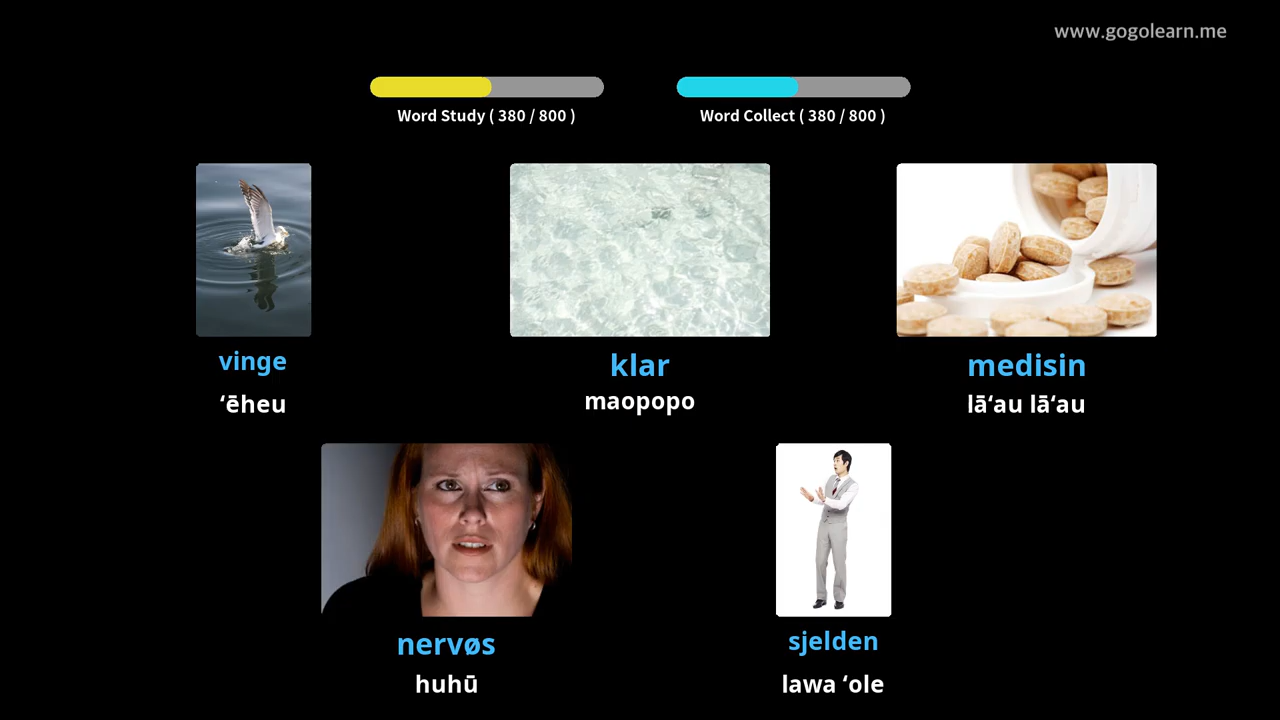 www.gogolearn.me
Word Study ( 380 / 800 )
Word Collect ( 380 / 800 )
vinge
ʻēheu
klar
maopopo
medisin
lāʻau lāʻau
nervøs
huhū
sjelden
lawa ʻole